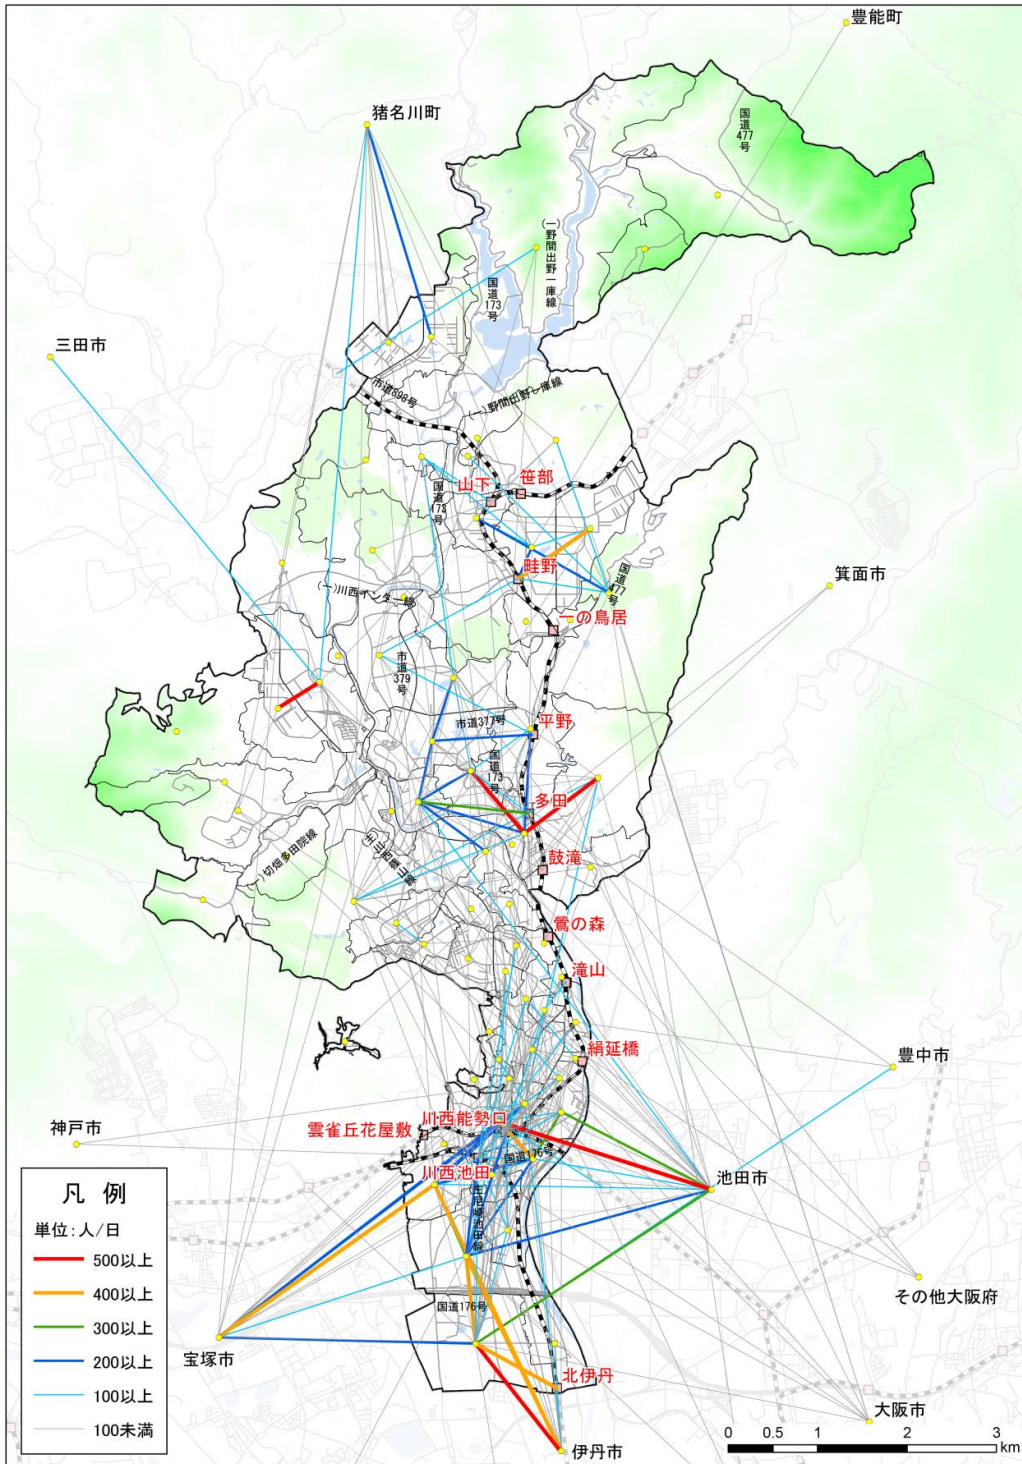 豊能町
猪名川町
国道477号
(一)野間出野一庫線
国道173号
三田市
市道898号
(一)野間出野一庫線
笹部
山下
国道173号
畦野
国道477号
箕面市
(一)川西インター線
一の鳥居
市道379号
市道377号
平野
国道173号
多田
(一)切畑多田院線
鼓滝
鶯の森
滝山
絹延橋
豊中市
神戸市
雲雀丘花屋敷
川西能勢口
国道176号
川西池田
池田市
凡 例
単位:人/日
500以上
400以上
300以上
200以上
100以上
100未満
国道176号
その他大阪府
宝塚市
北伊丹
大阪市
伊丹市
0 0.5 1 2 3
km